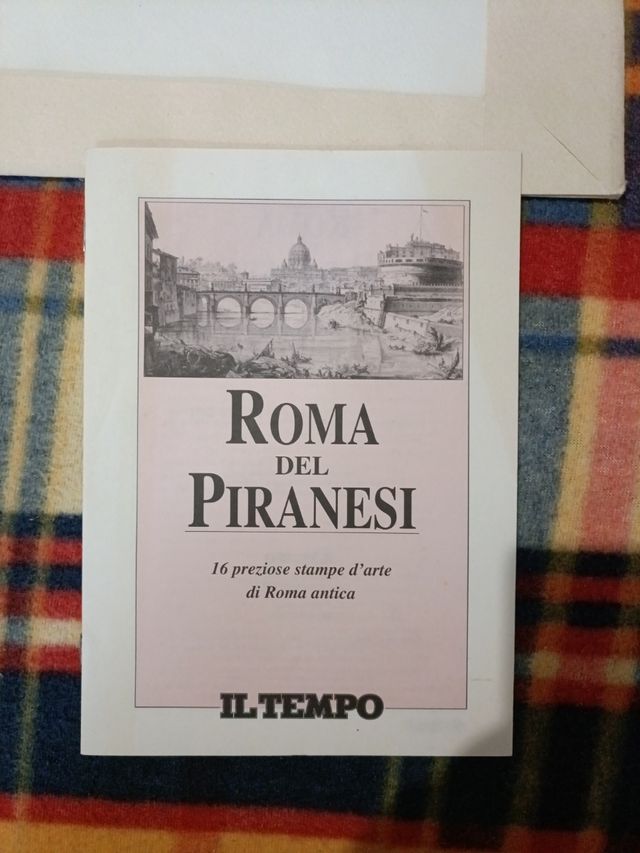 ROMA
DEL
PIRANESI
16 preziose stampe d'arte
di Roma antica
IL TEMPO